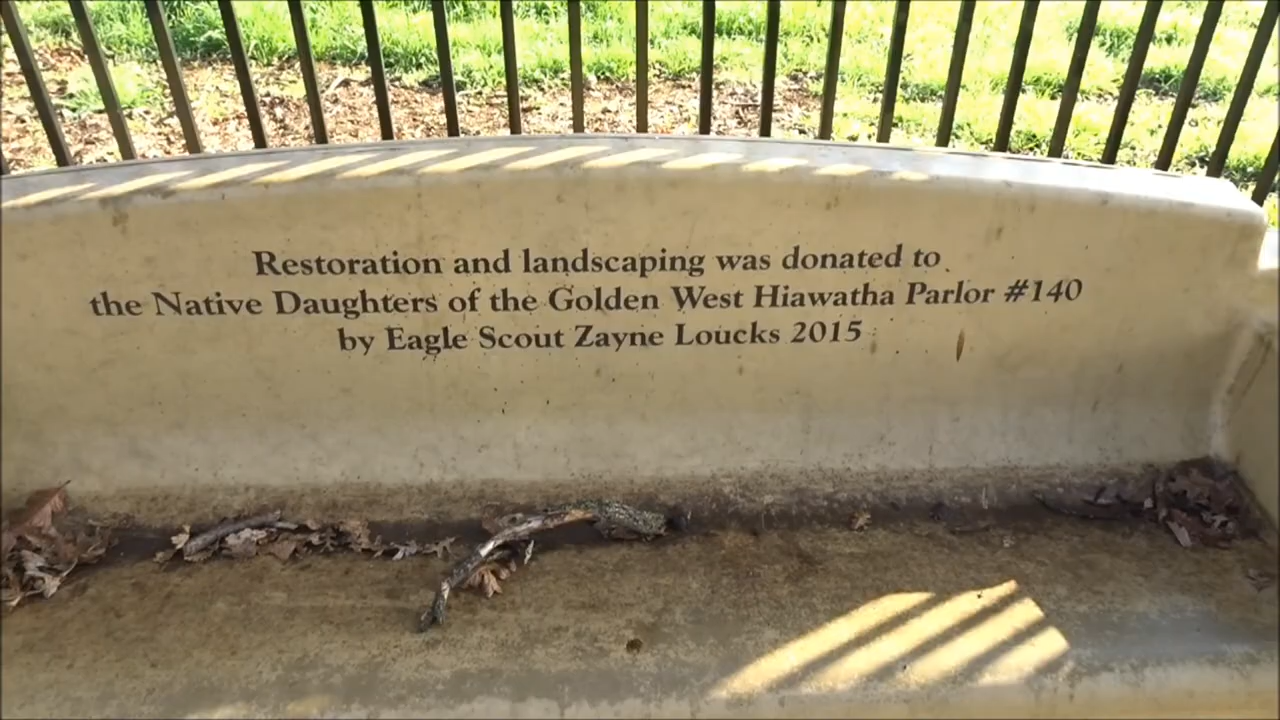 Restoration and landscaping was donated to
the Native Daughters of the Golden West Hiawatha Parlor #140
by Eagle Scout Zayne Loucks 2015